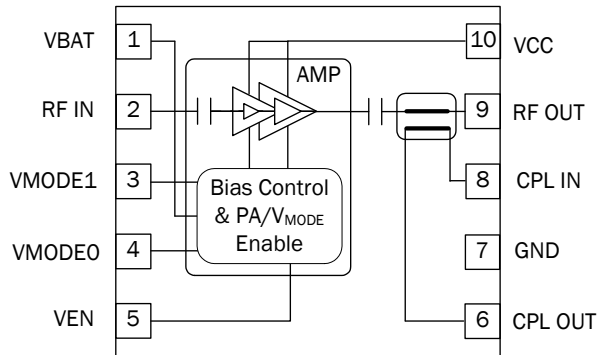 VBAT 1
10 VCC
AMP
RF IN 2
9 RF OUT
VMODE1 3
8 CPL IN
Bias Control
& PA/VMODE
Enable
VMODE0 4
7 GND
VEN 5
6 CPL OUT